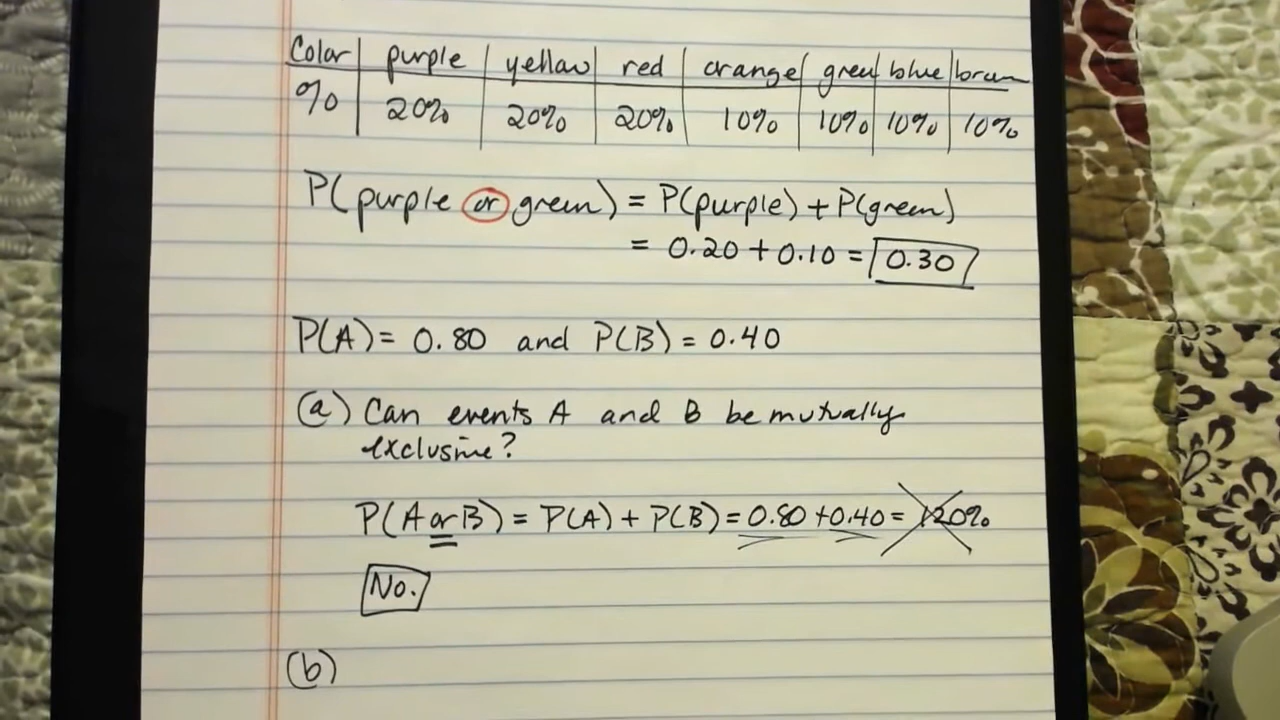 Color purple yellow red orange green blue brown
% 20% 20% 20% 10% 10% 10% 10%
P(purple or green) = P(purple) + P(green)
= 0.20 + 0.10 = 0.30
P(A) = 0.80 and P(B) = 0.40
(a) Can events A and B be mutually
exclusive?
P(A or B) = P(A) + P(B) = 0.80 + 0.40 = 120%
No.
(b)